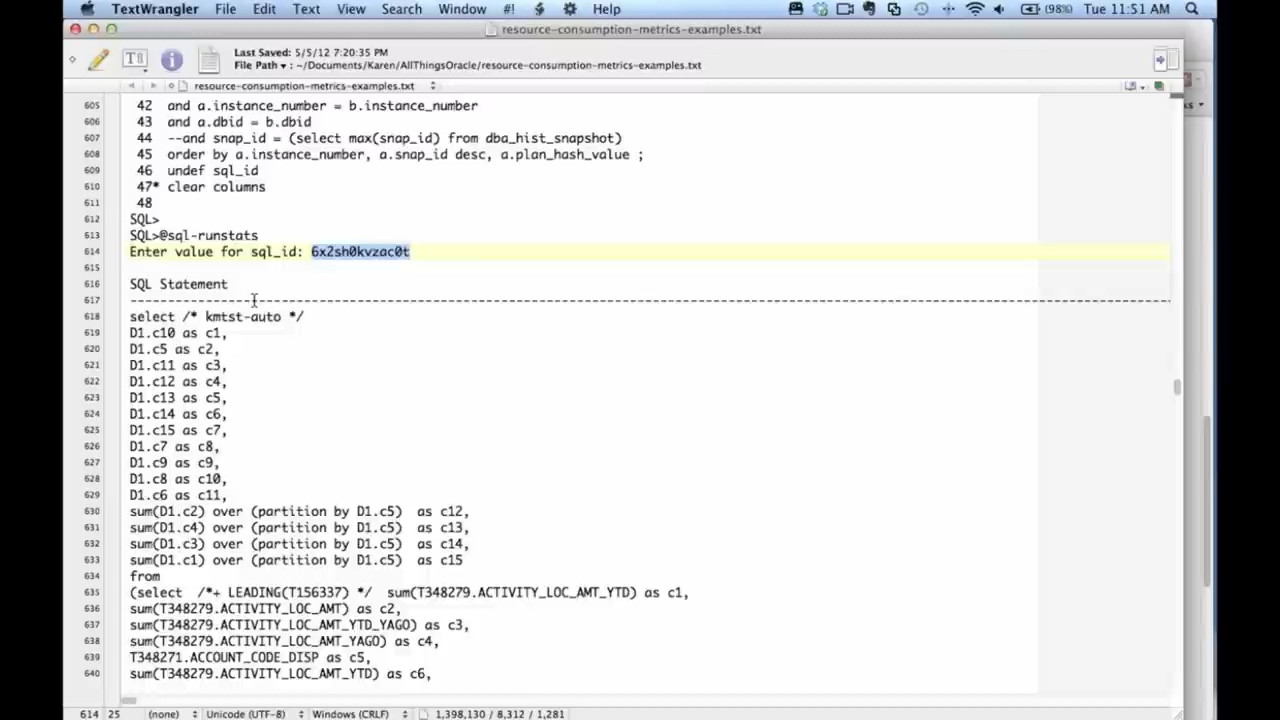 TextWrangler File Edit Text View Search Window #! Help (98%) Tue 11:51 AM
resource-consumption-metrics-examples.txt
Last Saved: 5/5/12 7:20:35 PM
File Path ▾ : ~/Documents/Karen/AllThingsOracle/resource-consumption-metrics-examples.txt
resource-consumption-metrics-examples.txt
605 42 and a.instance_number = b.instance_number
606 43 and a.dbid = b.dbid
607 44 --and snap_id = (select max(snap_id) from dba_hist_snapshot)
608 45 order by a.instance_number, a.snap_id desc, a.plan_hash_value ;
609 46 undef sql_id
610 47* clear columns
611 48
612 SQL>
613 SQL>@sql-runstats
614 Enter value for sql_id: 6x2sh0kvzac0t
615
616 SQL Statement
617 ----------------------------------------------------------------------------------------------------------------------------------------
618 select /* kmtst-auto */
619 D1.c10 as c1,
620 D1.c5 as c2,
621 D1.c11 as c3,
622 D1.c12 as c4,
623 D1.c13 as c5,
624 D1.c14 as c6,
625 D1.c15 as c7,
626 D1.c7 as c8,
627 D1.c9 as c9,
628 D1.c8 as c10,
629 D1.c6 as c11,
630 sum(D1.c2) over (partition by D1.c5) as c12,
631 sum(D1.c4) over (partition by D1.c5) as c13,
632 sum(D1.c3) over (partition by D1.c5) as c14,
633 sum(D1.c1) over (partition by D1.c5) as c15
634 from
635 (select /*+ LEADING(T156337) */ sum(T348279.ACTIVITY_LOC_AMT_YTD) as c1,
636 sum(T348279.ACTIVITY_LOC_AMT) as c2,
637 sum(T348279.ACTIVITY_LOC_AMT_YTD_YAGO) as c3,
638 sum(T348279.ACTIVITY_LOC_AMT_YAGO) as c4,
639 T348271.ACCOUNT_CODE_DISP as c5,
640 sum(T348279.ACTIVITY_LOC_AMT_YTD) as c6,
614 25 (none) Unicode (UTF-8) Windows (CRLF) 1,398,130 / 8,312 / 1,281